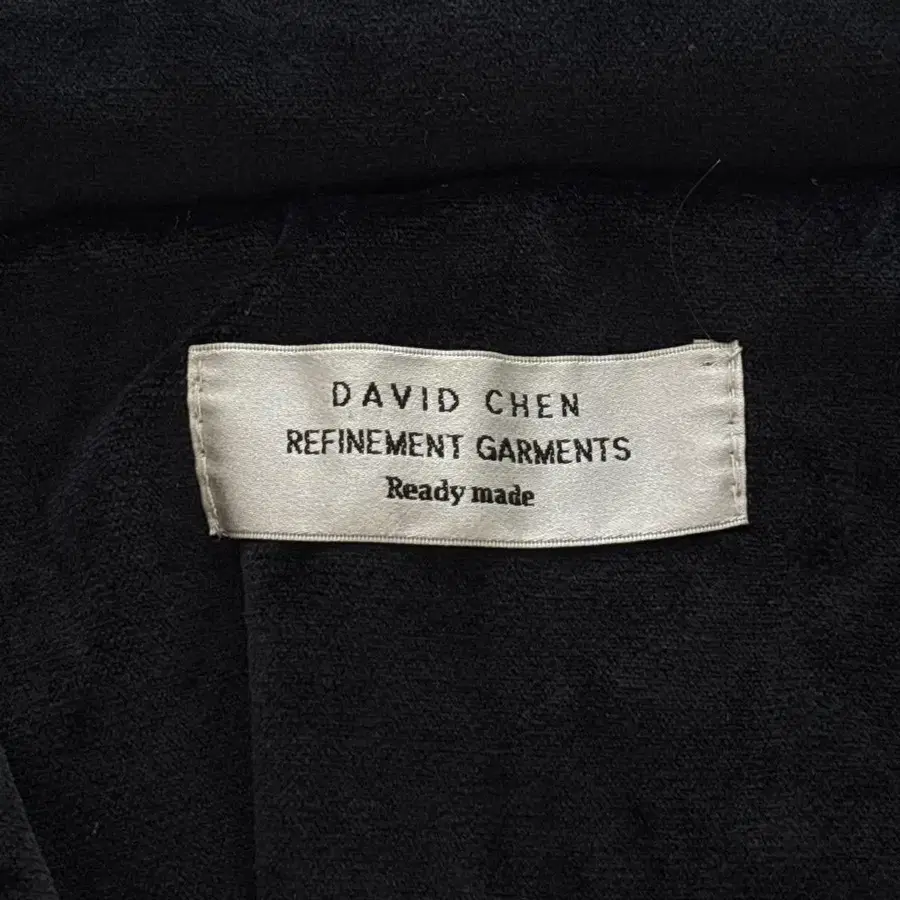 DAVID CHEN
REFINEMENT GARMENTS
Ready made